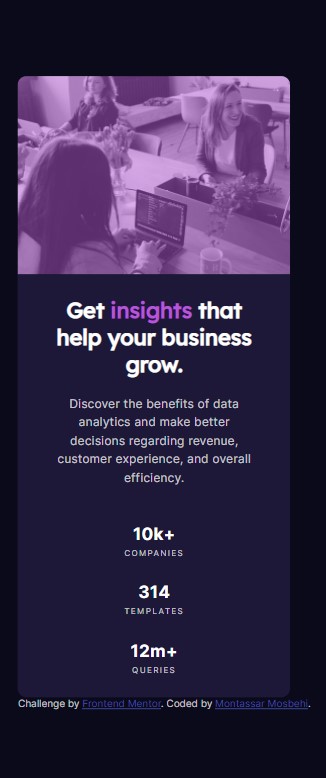 Get insights that
help your business
grow.
Discover the benefits of data
analytics and make better
decisions regarding revenue,
customer experience, and overall
efficiency.
10k+
COMPANIES
314
TEMPLATES
12m+
QUERIES
Challenge by Frontend Mentor. Coded by Montassar Mosbehi.